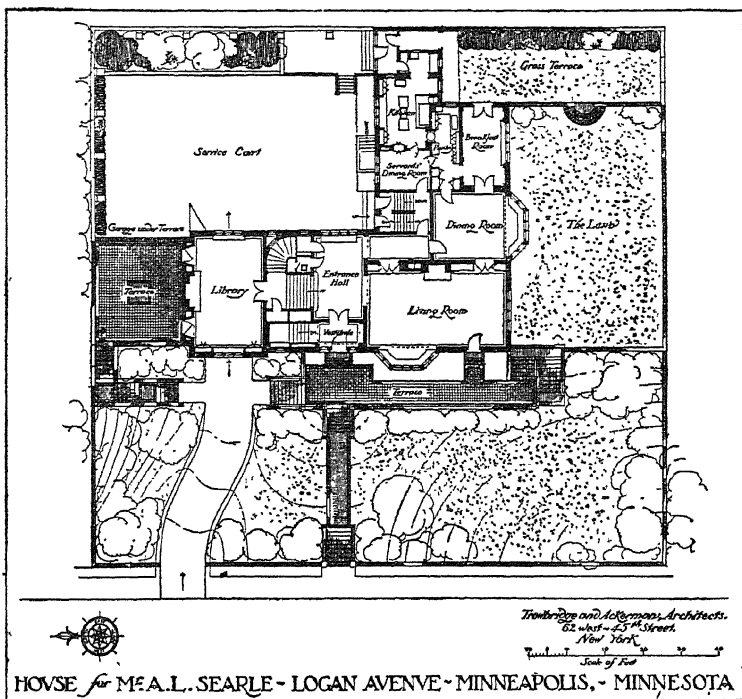 Grass Terrace
Kitchen
Service Court
Pantry
Breakfast Room
Servants' Dining Room
Garage under Terrace
Dining Room
The Lawn
Terrace
Library
Entrance Hall
Living Room
Vestibule
Terrace
Trowbridge and Ackerman, Architects.
62 West - 45th Street.
New York
Scale of Feet
HOVSE for Mr. A. L. SEARLE - LOGAN AVENVE - MINNEAPOLIS, - MINNESOTA